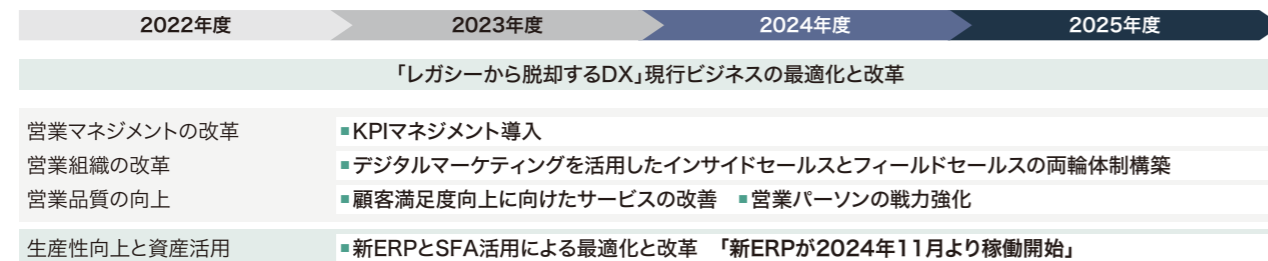 2022年度 2023年度 2024年度 2025年度
「レガシーから脱却するDX」現行ビジネスの最適化と改革
営業マネジメントの改革 ■KPIマネジメント導入
営業組織の改革 ■デジタルマーケティングを活用したインサイドセールスとフィールドセールスの両輪体制構築
営業品質の向上 ■顧客満足度向上に向けたサービスの改善 ■営業パーソンの戦力強化
生産性向上と資産活用 ■新ERPとSFA活用による最適化と改革 「新ERPが2024年11月より稼働開始」